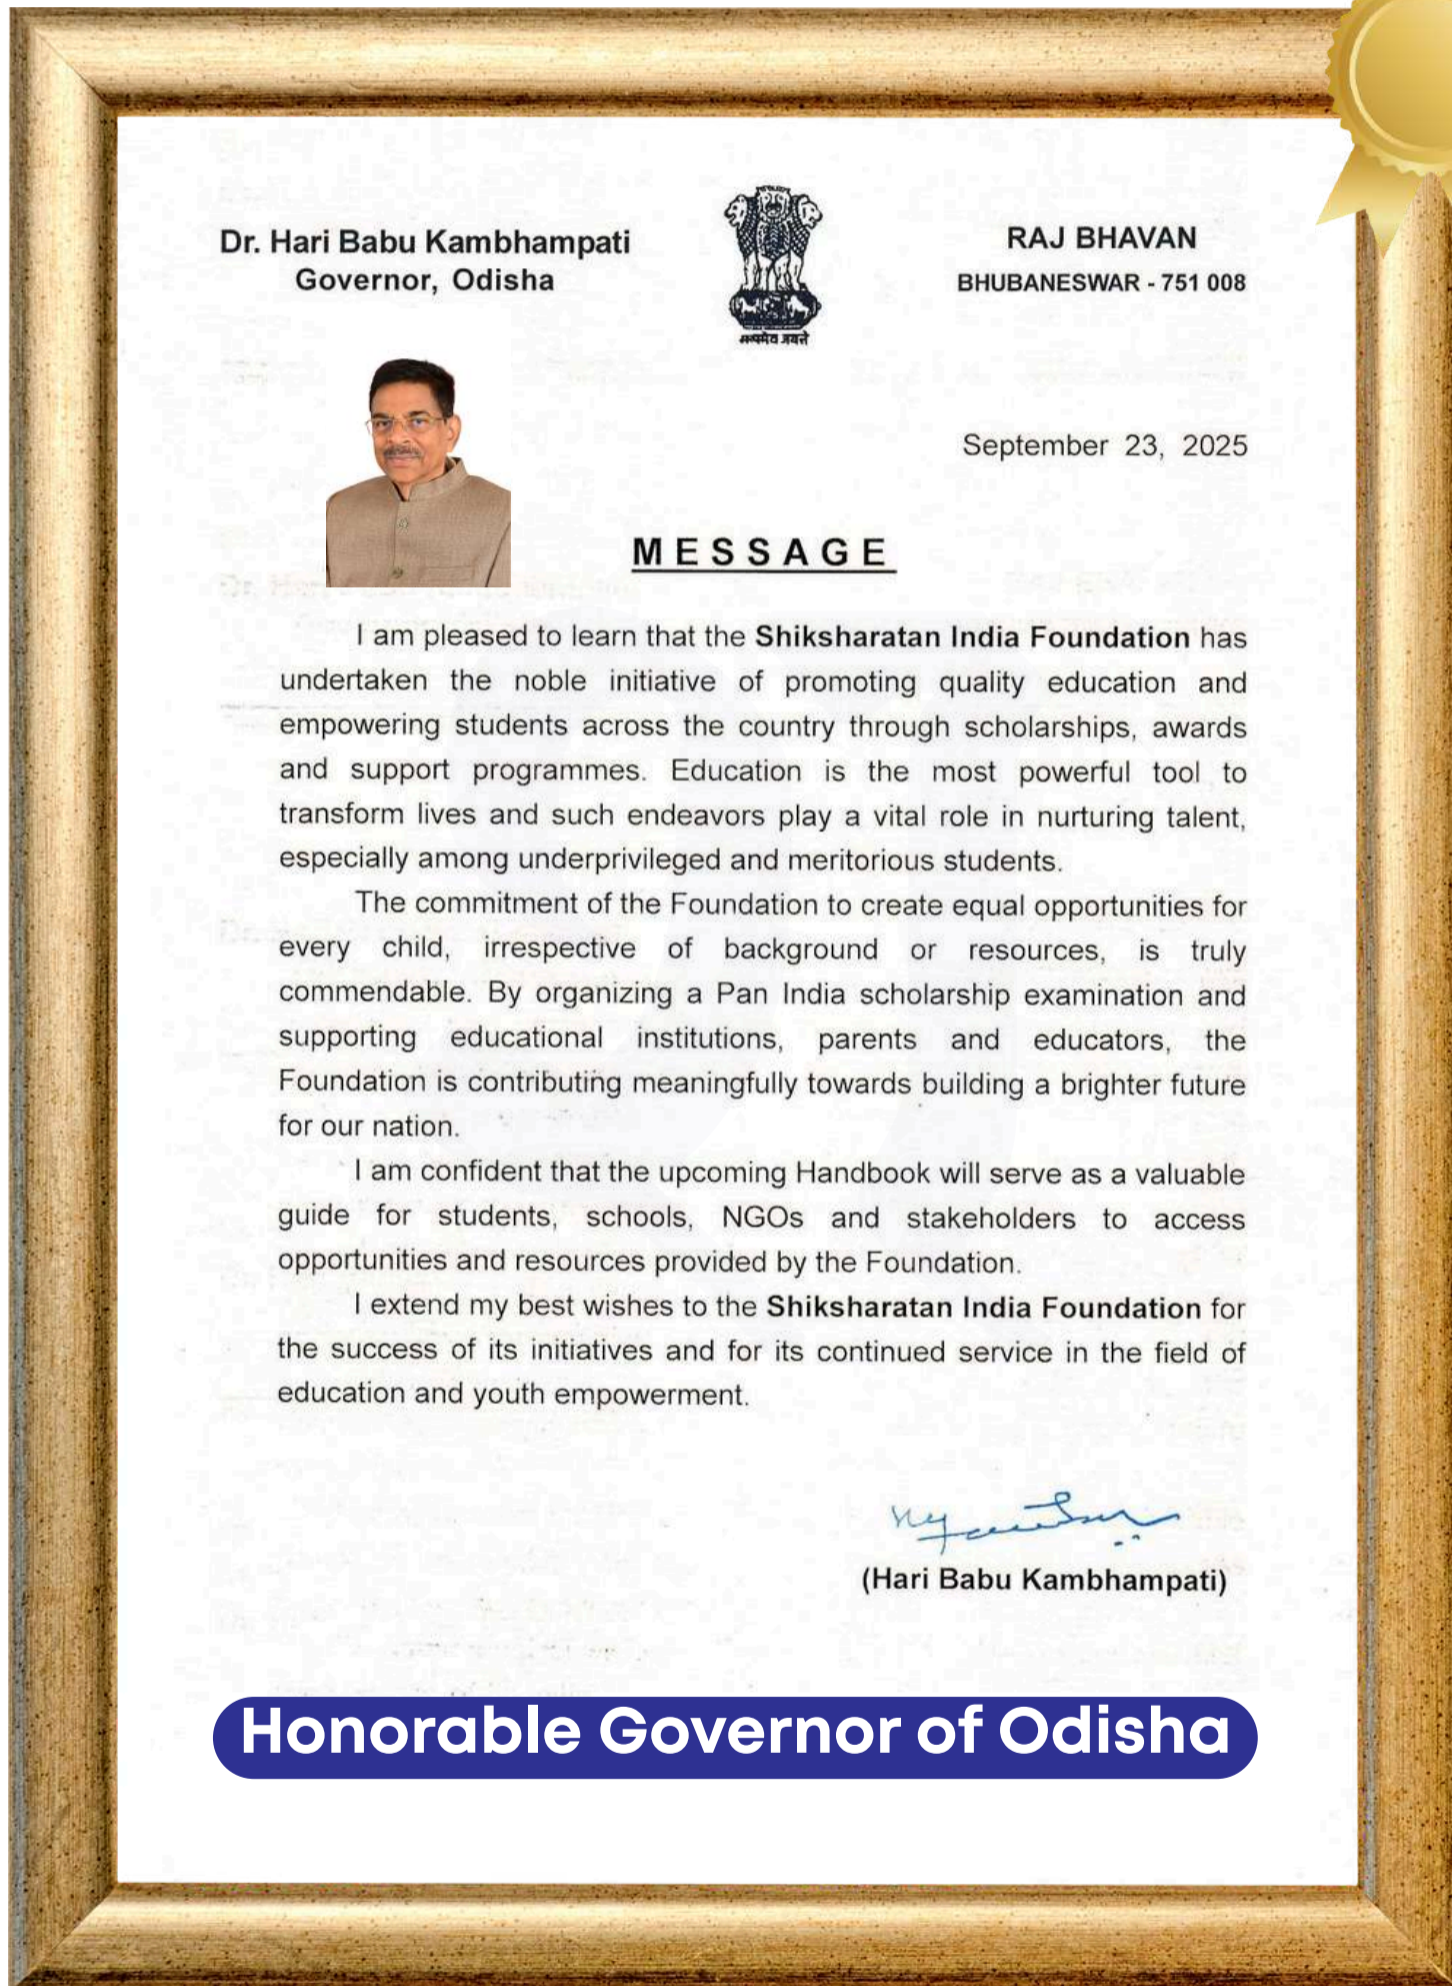 Dr. Hari Babu Kambhampati
Governor, Odisha
सत्यमेव जयते
RAJ BHAVAN
BHUBANESWAR - 751 008
September 23, 2025
MESSAGE
I am pleased to learn that the Shiksharatan India Foundation has
undertaken the noble initiative of promoting quality education and
empowering students across the country through scholarships, awards
and support programmes. Education is the most powerful tool to
transform lives and such endeavors play a vital role in nurturing talent,
especially among underprivileged and meritorious students.
The commitment of the Foundation to create equal opportunities for
every child, irrespective of background or resources, is truly
commendable. By organizing a Pan India scholarship examination and
supporting educational institutions, parents and educators, the
Foundation is contributing meaningfully towards building a brighter future
for our nation.
I am confident that the upcoming Handbook will serve as a valuable
guide for students, schools, NGOs and stakeholders to access
opportunities and resources provided by the Foundation.
I extend my best wishes to the Shiksharatan India Foundation for
the success of its initiatives and for its continued service in the field of
education and youth empowerment.
(Hari Babu Kambhampati)
Honorable Governor of Odisha